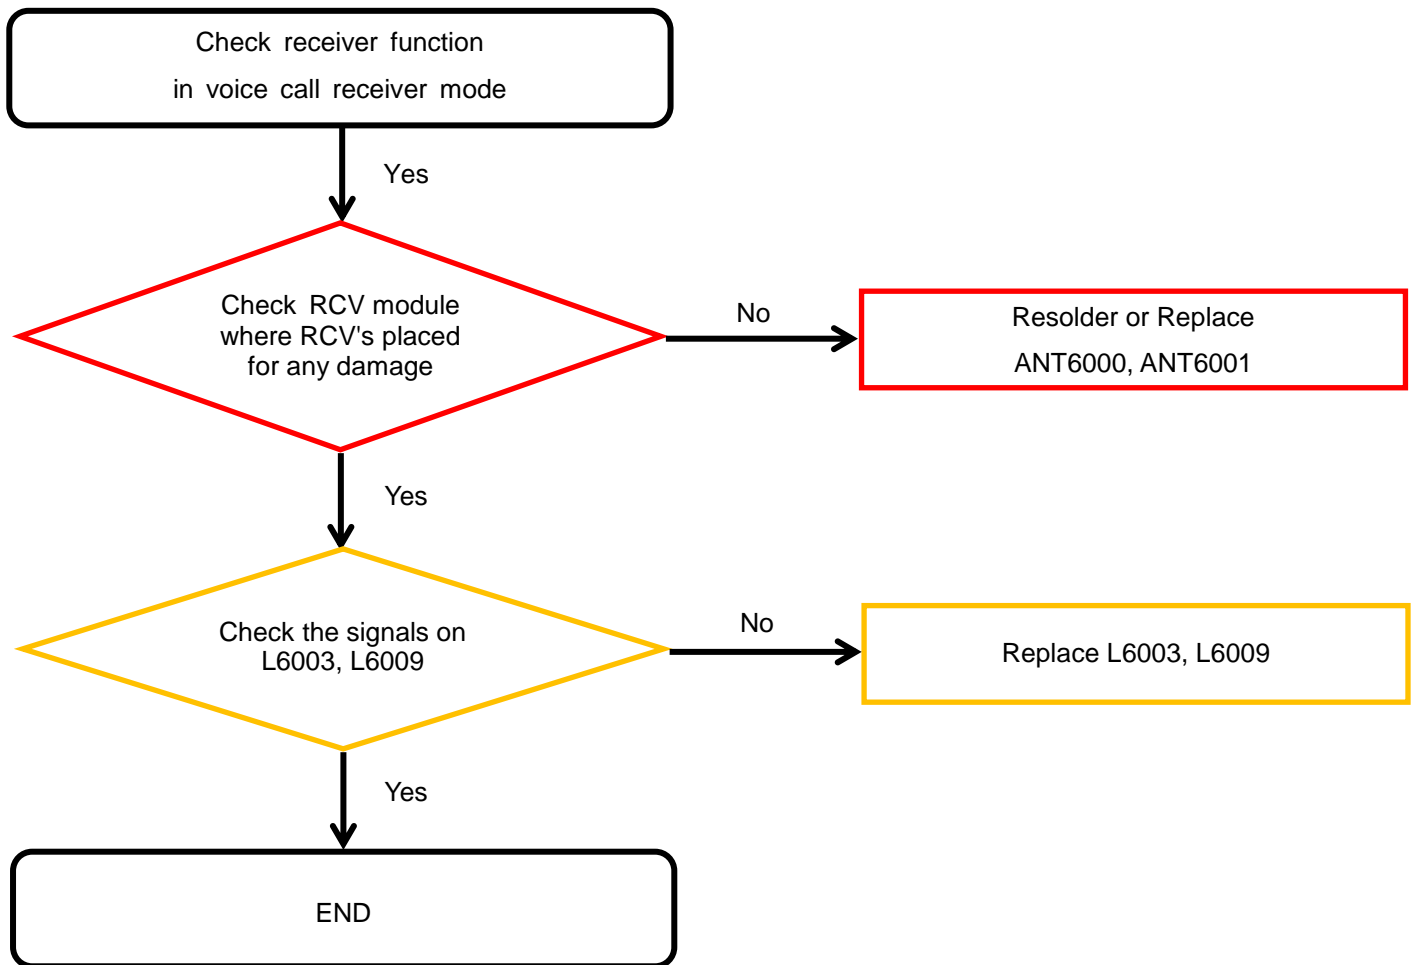 Check receiver function
in voice call receiver mode
Yes
Check RCV module
where RCV's placed
for any damage
No
Resolder or Replace
ANT6000, ANT6001
Yes
Check the signals on
L6003, L6009
No
Replace L6003, L6009
Yes
END